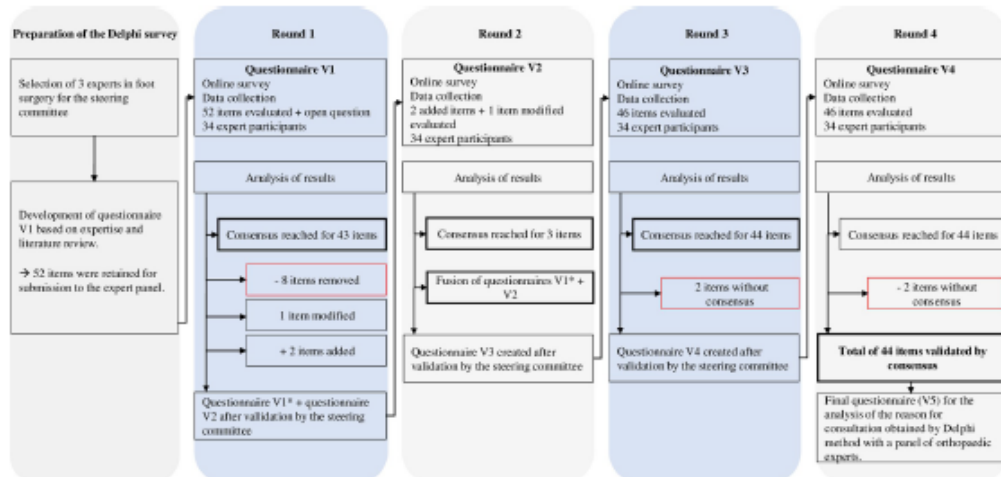 Preparation of the Delphi survey
Selection of 3 experts in foot
surgery for the steering
committee
Development of questionnaire
V1 based on expertise and
literature review.
→ 52 items were retained for
submission to the expert panel.
Round 1
Questionnaire V1
Online survey
Data collection
52 items evaluated + open question
34 expert participants
Analysis of results
Consensus reached for 43 items
- 8 items removed
1 item modified
+ 2 items added
Questionnaire V1* + questionnaire
V2 after validation by the steering
committee
Round 2
Questionnaire V2
Online survey
Data collection
2 added items + 1 item modified
evaluated
34 expert participants
Analysis of results
Consensus reached for 3 items
Fusion of questionnaires V1* +
V2
Questionnaire V3 created after
validation by the steering committee
Round 3
Questionnaire V3
Online survey
Data collection
46 items evaluated
34 expert participants
Analysis of results
Consensus reached for 44 items
2 items without
consensus
Questionnaire V4 created after
validation by the steering committee
Round 4
Questionnaire V4
Online survey
Data collection
46 items evaluated
34 expert participants
Analysis of results
Consensus reached for 44 items
- 2 items without
consensus
Total of 44 items validated by
consensus
Final questionnaire (V5) for the
analysis of the reason for
consultation obtained by Delphi
method with a panel of orthopaedic
experts.